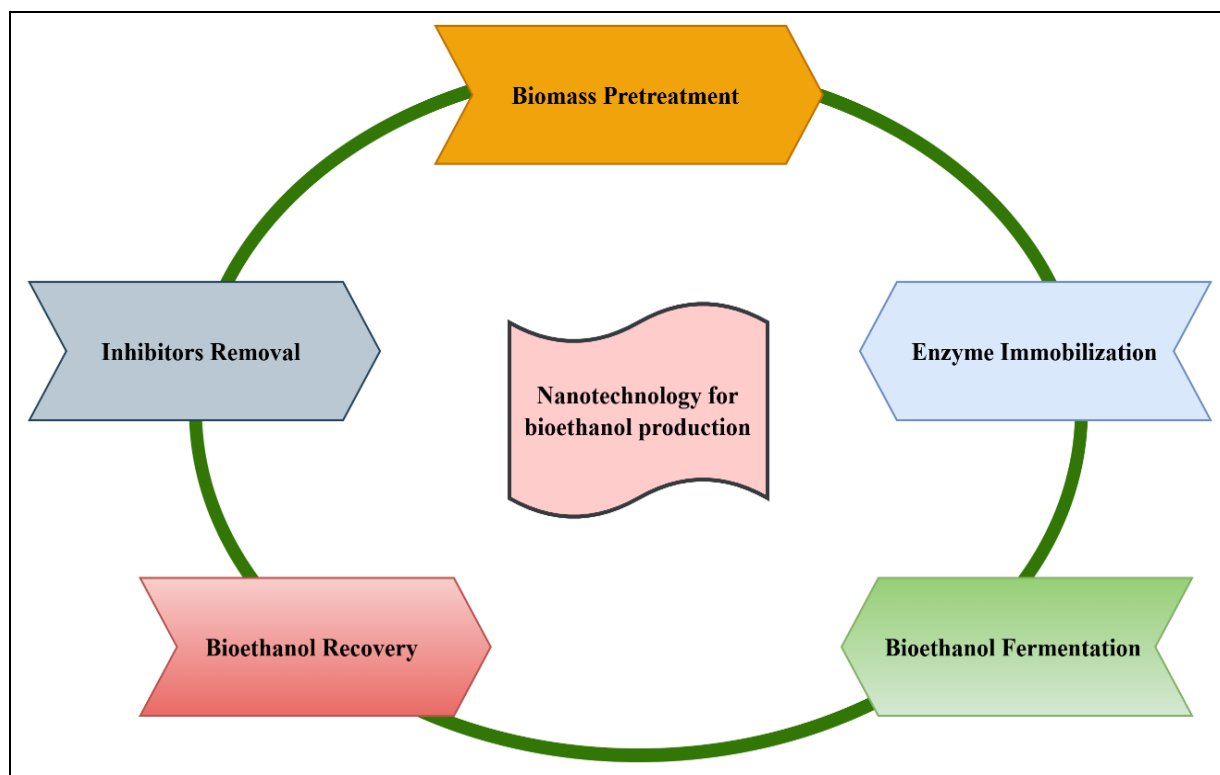 Biomass Pretreatment
Inhibitors Removal
Nanotechnology for
bioethanol production
Enzyme Immobilization
Bioethanol Recovery
Bioethanol Fermentation